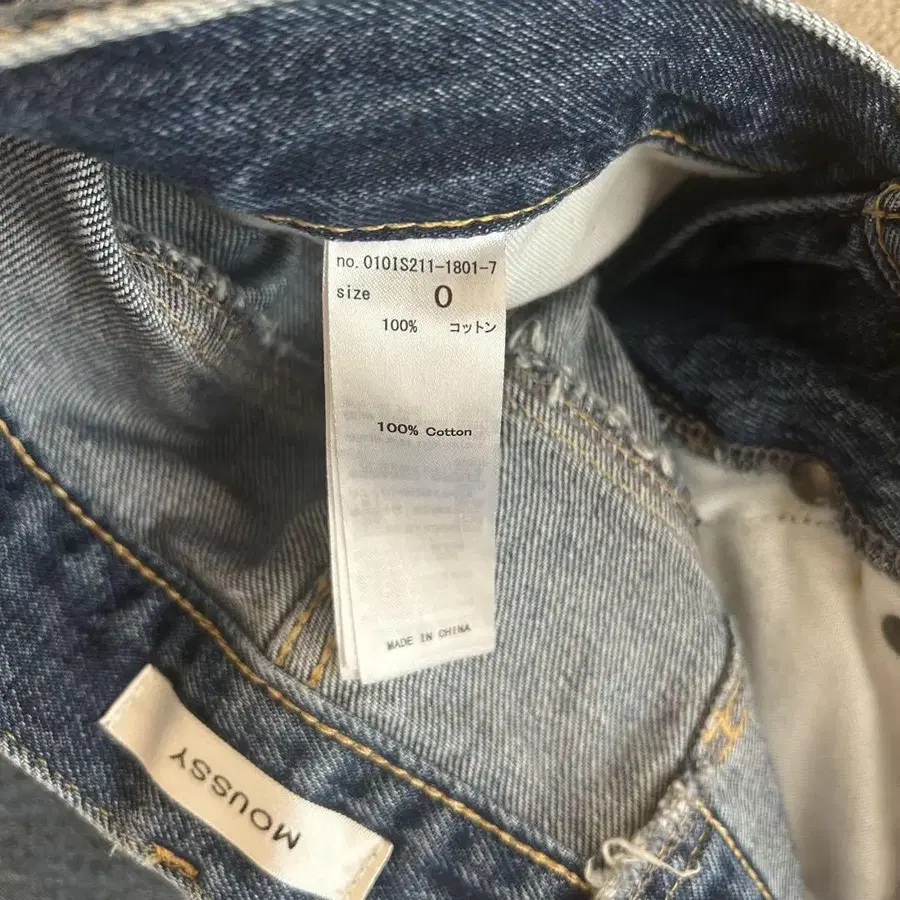 no. 010IS211-1801-7
size 0
100% コットン
100% Cotton
MADE IN CHINA
MOUSSY